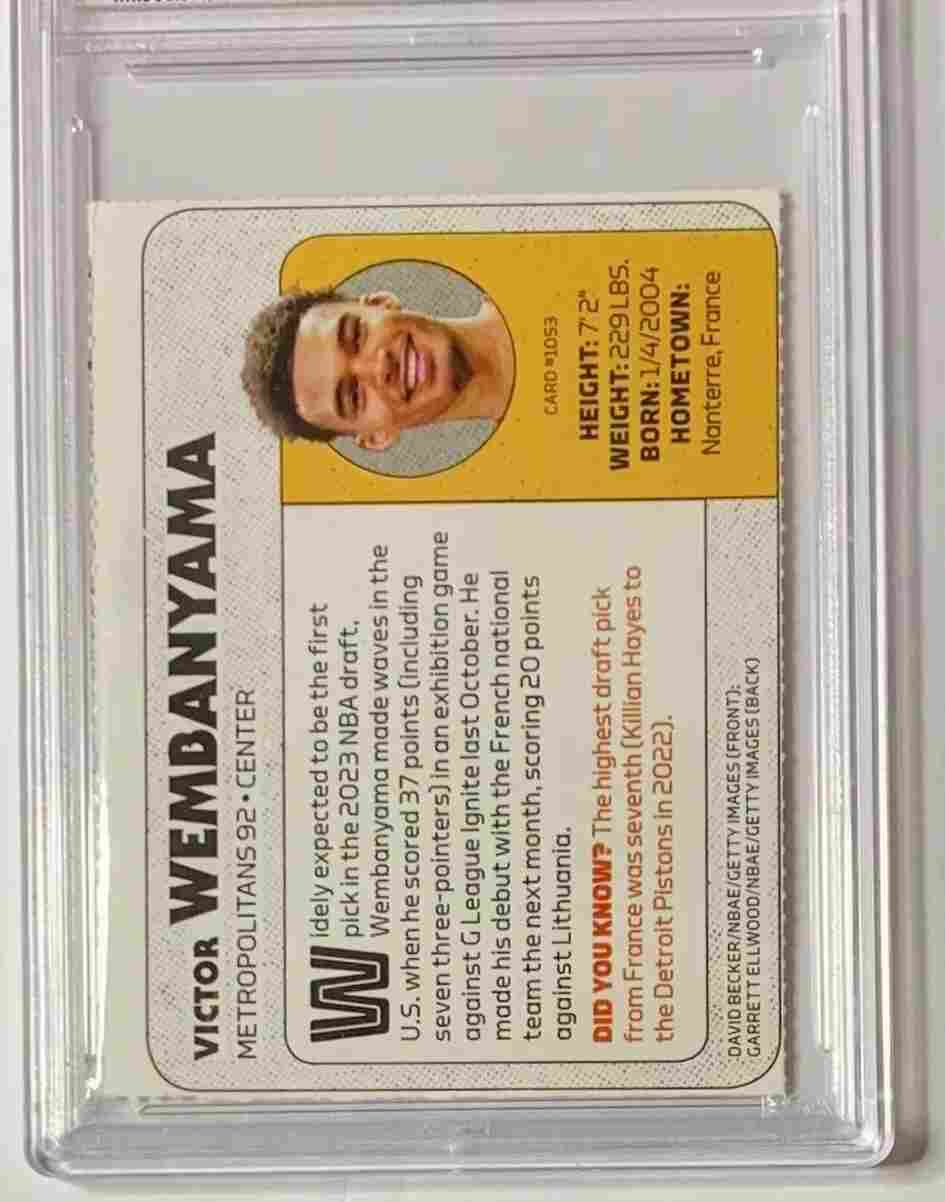 VICTOR WEMBANYAMA
METROPOLITANS 92 • CENTER
Widely expected to be the first
pick in the 2023 NBA draft,
Wembanyama made waves in the
U.S. when he scored 37 points (including
seven three-pointers) in an exhibition game
against G League Ignite last October. He
made his debut with the French national
team the next month, scoring 20 points
against Lithuania.
DID YOU KNOW? The highest draft pick
from France was seventh (Killian Hayes to
the Detroit Pistons in 2022).
CARD #1053
HEIGHT: 7'2"
WEIGHT: 229 LBS.
BORN: 1/4/2004
HOMETOWN:
Nanterre, France
DAVID BECKER/NBAE/GETTY IMAGES (FRONT);
GARRETT ELLWOOD/NBAE/GETTY IMAGES (BACK)